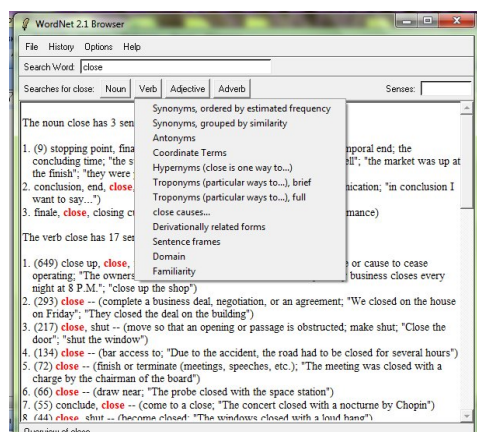 WordNet 2.1 Browser
File History Options Help
Search Word: close
Searches for close: Noun Verb Adjective Adverb Senses:
Synonyms, ordered by estimated frequency
Synonyms, grouped by similarity
Antonyms
Coordinate Terms
Hypernyms (close is one way to...)
Troponyms (particular ways to...), brief
Troponyms (particular ways to...), full
close causes...
Derivationally related forms
Sentence frames
Domain
Familiarity
The noun close has 3 sen
1. (9) stopping point, fina mporal end; the
concluding time; "the s ell"; "the market was up at
the finish"; "they were
2. conclusion, end, close, nication; "in conclusion I
want to say...")
3. finale, close, closing cu mance)
The verb close has 17 ser
1. (649) close up, close, e or cause to cease
operating; "The owners business closes every
night at 8 P.M."; "close up the shop")
2. (293) close -- (complete a business deal, negotiation, or an agreement; "We closed on the house
on Friday"; "They closed the deal on the building")
3. (217) close, shut -- (move so that an opening or passage is obstructed; make shut; "Close the
door"; "shut the window")
4. (134) close -- (bar access to; "Due to the accident, the road had to be closed for several hours")
5. (72) close -- (finish or terminate (meetings, speeches, etc.); "The meeting was closed with a
charge by the chairman of the board")
6. (66) close -- (draw near; "The probe closed with the space station")
7. (55) conclude, close -- (come to a close; "The concert closed with a nocturne by Chopin")
8. (44) close, shut -- (become closed; "The windows closed with a loud bang")
Overview of close